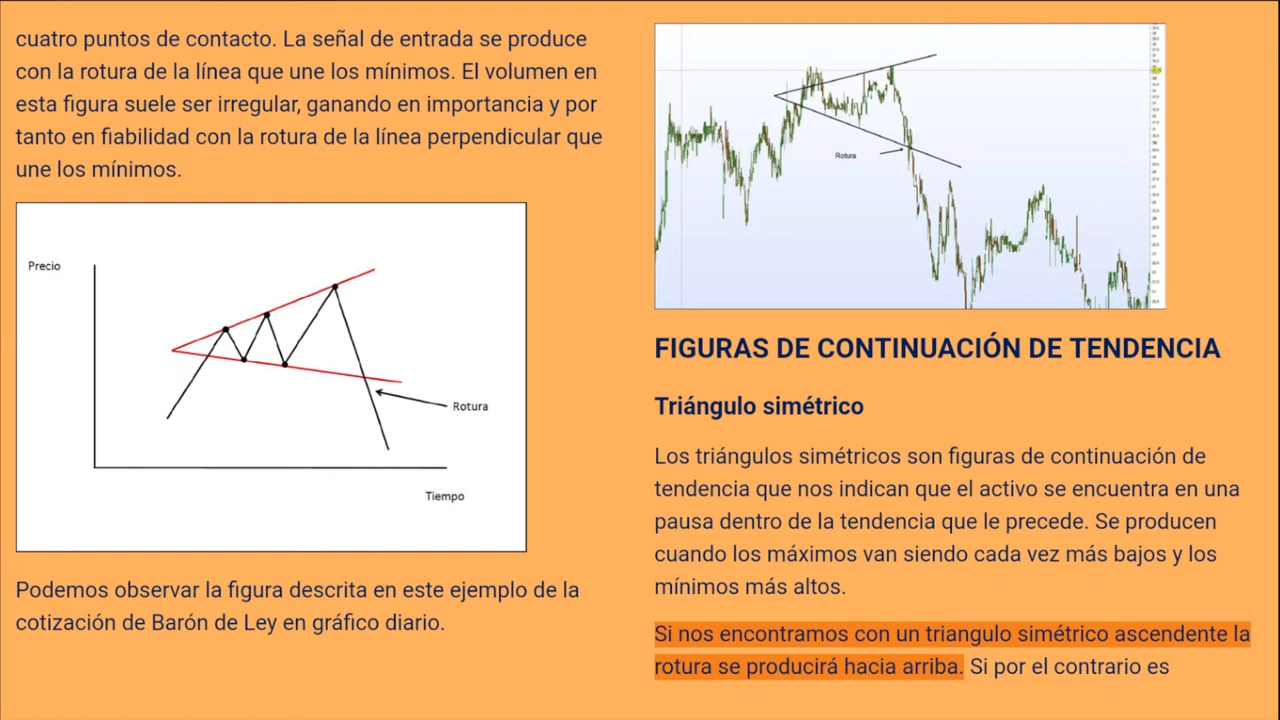 cuatro puntos de contacto. La señal de entrada se produce
con la rotura de la línea que une los mínimos. El volumen en
esta figura suele ser irregular, ganando en importancia y por
tanto en fiabilidad con la rotura de la línea perpendicular que
une los mínimos.
Precio
Rotura
Tiempo
Podemos observar la figura descrita en este ejemplo de la
cotización de Barón de Ley en gráfico diario.
Rotura
FIGURAS DE CONTINUACIÓN DE TENDENCIA
Triángulo simétrico
Los triángulos simétricos son figuras de continuación de
tendencia que nos indican que el activo se encuentra en una
pausa dentro de la tendencia que le precede. Se producen
cuando los máximos van siendo cada vez más bajos y los
mínimos más altos.
Si nos encontramos con un triangulo simétrico ascendente la
rotura se producirá hacia arriba. Si por el contrario es